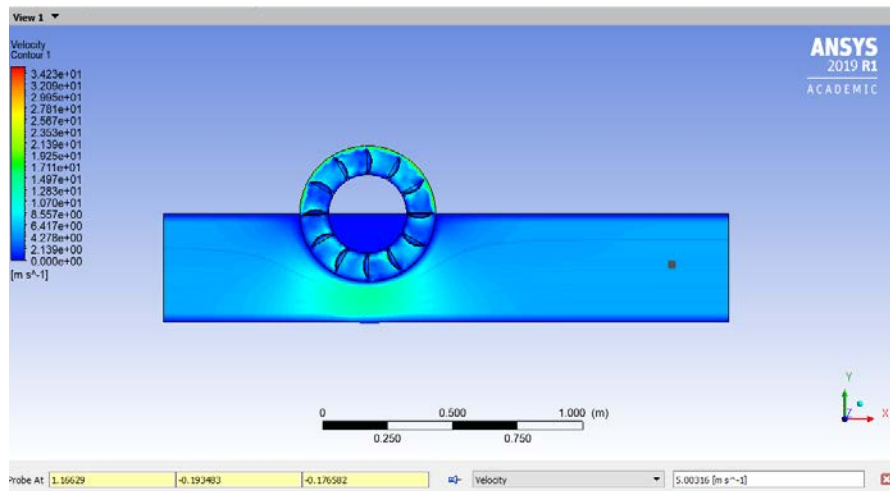 View 1
Velocity
Contour 1
3.423e+01
3.209e+01
2.995e+01
2.781e+01
2.567e+01
2.353e+01
2.139e+01
1.925e+01
1.711e+01
1.497e+01
1.283e+01
1.070e+01
8.557e+00
6.417e+00
4.278e+00
2.139e+00
0.000e+00
[m s^-1]
ANSYS
2019 R1
ACADEMIC
0 0.500 1.000 (m)
0.250 0.750
Y
Z X
Probe At 1.16629 -0.193483 -0.176582 Velocity 5.00316 [m s^-1]